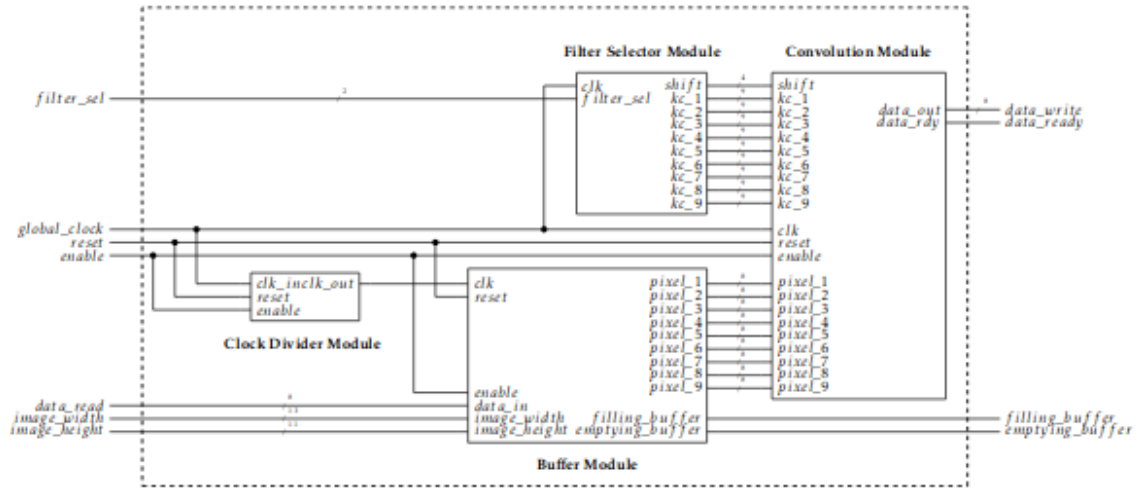 Filter Selector Module
Convolution Module
clk
filter_sel
shift
kc_1
kc_2
kc_3
kc_4
kc_5
kc_6
kc_7
kc_8
kc_9
shift
kc_1
kc_2
kc_3
kc_4
kc_5
kc_6
kc_7
kc_8
kc_9
clk
reset
enable
data_out
data_rdy
data_write
data_ready
filter_sel
global_clock
reset
enable
clk_in clk_out
reset
enable
Clock Divider Module
clk
reset
enable
data_in
image_width
image_height
pixel_1
pixel_2
pixel_3
pixel_4
pixel_5
pixel_6
pixel_7
pixel_8
pixel_9
filling_buffer
emptying_buffer
pixel_1
pixel_2
pixel_3
pixel_4
pixel_5
pixel_6
pixel_7
pixel_8
pixel_9
data_read
image_width
image_height
filling_buffer
emptying_buffer
Buffer Module